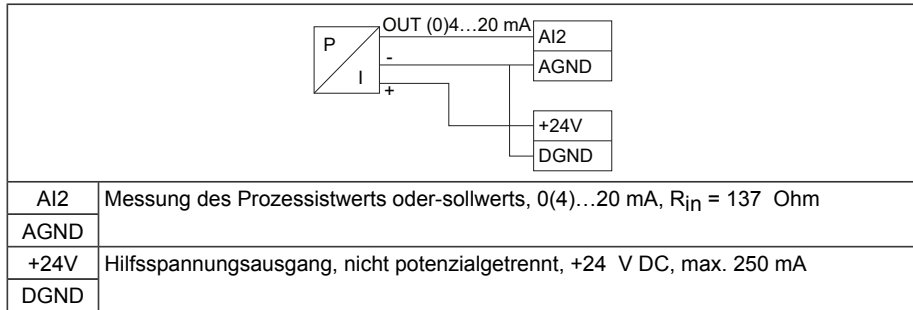 OUT (0)4…20 mA
P
I
-
+
AI2
AGND
+24V
DGND
AI2 Messung des Prozessistwerts oder-sollwerts, 0(4)…20 mA, Rin = 137 Ohm
AGND
+24V Hilfsspannungsausgang, nicht potenzialgetrennt, +24 V DC, max. 250 mA
DGND